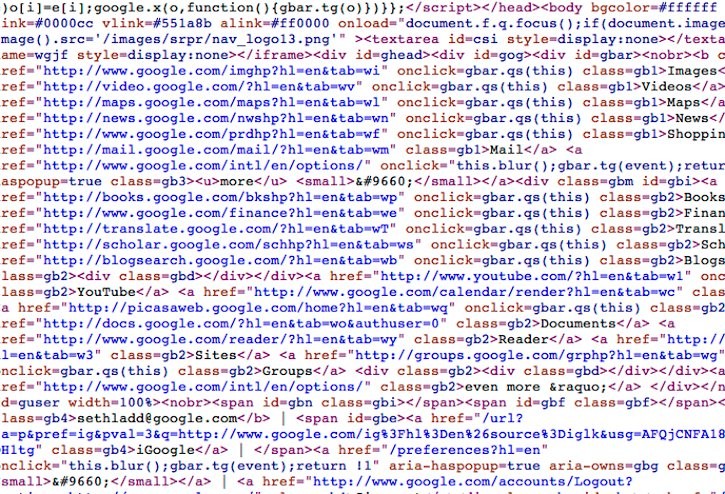 )o[i]=e[i];google.x(o,function(){gbar.tg(o)})}};</script></head><body bgcolor=#ffffff
ink=#0000cc vlink=#551a8b alink=#ff0000 onload="document.f.q.focus();if(document.image
mage().src='/images/srpr/nav_logo13.png'" ><textarea id=csi style=display:none></texta
ame=wgjf style=display:none></iframe><div id=ghead><div id=gog><div id=gbar><nobr><b c
ref="http://www.google.com/imghp?hl=en&tab=wi" onclick=gbar.qs(this) class=gb1>Images<
ref="http://video.google.com/?hl=en&tab=wv" onclick=gbar.qs(this) class=gb1>Videos</a>
ref="http://maps.google.com/maps?hl=en&tab=wl" onclick=gbar.qs(this) class=gb1>Maps</a
ref="http://news.google.com/nwshp?hl=en&tab=wn" onclick=gbar.qs(this) class=gb1>News</
ref="http://www.google.com/prdhp?hl=en&tab=wf" onclick=gbar.qs(this) class=gb1>Shoppin
ref="http://mail.google.com/mail/?hl=en&tab=wm" class=gb1>Mail</a> <a
ref="http://www.google.com/intl/en/options/" onclick="this.blur();gbar.tg(event);retur
aspopup=true class=gb3><u>more</u> <small>&#9660;</small></a><div class=gbm id=gbi><a
ref="http://books.google.com/bkshp?hl=en&tab=wp" onclick=gbar.qs(this) class=gb2>Books
ref="http://www.google.com/finance?hl=en&tab=we" onclick=gbar.qs(this) class=gb2>Finan
ref="http://translate.google.com/?hl=en&tab=wT" onclick=gbar.qs(this) class=gb2>Transl
ref="http://scholar.google.com/schhp?hl=en&tab=ws" onclick=gbar.qs(this) class=gb2>Sch
ref="http://blogsearch.google.com/?hl=en&tab=wb" onclick=gbar.qs(this) class=gb2>Blogs
lass=gb2><div class=gbd></div></div><a href="http://www.youtube.com/?hl=en&tab=w1" onc
class=gb2>YouTube</a> <a href="http://www.google.com/calendar/render?hl=en&tab=wc" clas
a href="http://picasaweb.google.com/home?hl=en&tab=wq" onclick=gbar.qs(this) class=gb2
ref="http://docs.google.com/?hl=en&tab=wo&authuser=0" class=gb2>Documents</a> <a
ref="http://www.google.com/reader/?hl=en&tab=wy" class=gb2>Reader</a> <a href="http://
l=en&tab=w3" class=gb2>Sites</a> <a href="http://groups.google.com/grphp?hl=en&tab=wg"
nclick=gbar.qs(this) class=gb2>Groups</a> <div class=gb2><div class=gbd></div></div><a
ref="http://www.google.com/intl/en/options/" class=gb2>even more &raquo;</a> </div></n
d=guser width=100%><nobr><span id=gbn class=gbi></span><span id=gbf class=gbf></span><
lass=gb4>sethladd@google.com</b> | <span id=gbe><a href="/url?
a=p&pref=ig&pval=3&q=http://www.google.com/ig%3Fhl%3Den%26source%3Diglk&usg=AFQjCNFA18
Hltg" class=gb4>iGoogle</a> | </span><a href="/preferences?hl=en"
nclick="this.blur();gbar.tg(event);return !1" aria-haspopup=true aria-owns=gbg class=g
small>&#9660;</small></a> | <a href="http://www.google.com/accounts/Logout?